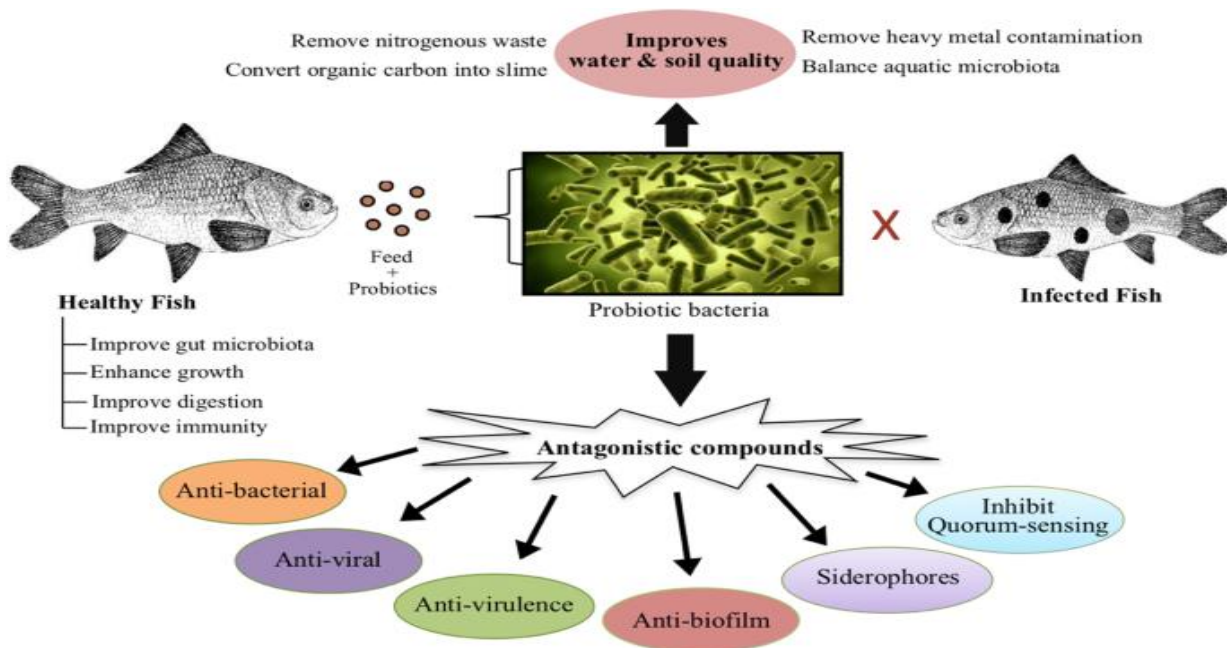 Remove nitrogenous waste
Convert organic carbon into slime
Improves
water & soil quality
Remove heavy metal contamination
Balance aquatic microbiota
Feed
+
Probiotics
X
Healthy Fish
Improve gut microbiota
Enhance growth
Improve digestion
Improve immunity
Probiotic bacteria
Infected Fish
Antagonistic compounds
Anti-bacterial
Anti-viral
Anti-virulence
Anti-biofilm
Siderophores
Inhibit
Quorum-sensing